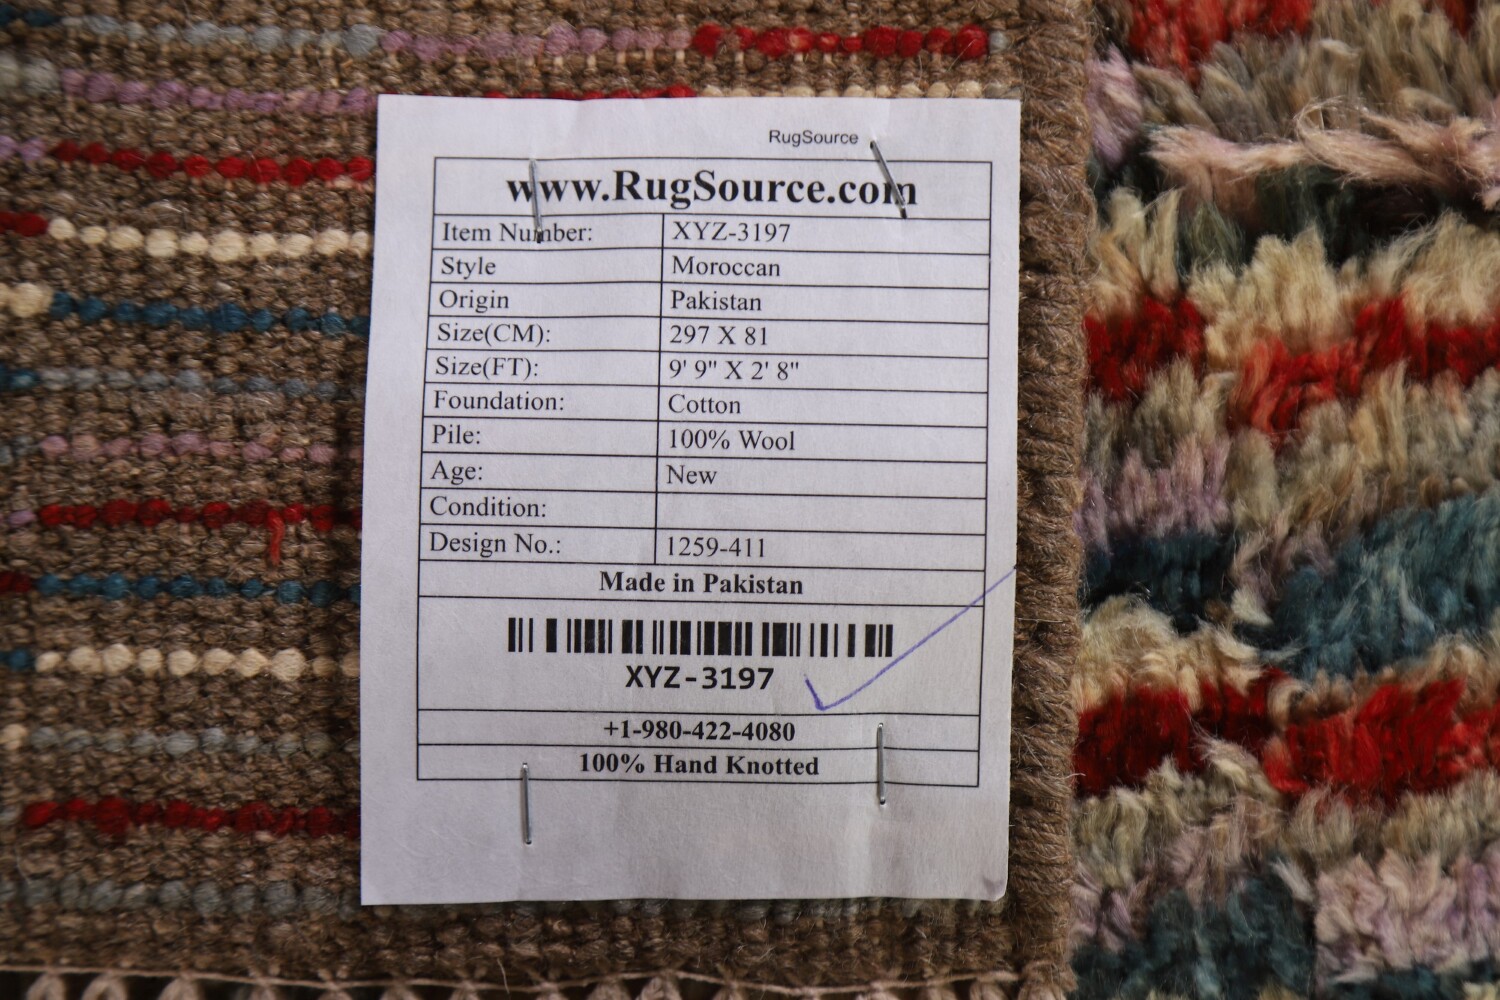 RugSource
www.RugSource.com
Item Number: XYZ-3197
Style Moroccan
Origin Pakistan
Size(CM): 297 X 81
Size(FT): 9' 9" X 2' 8"
Foundation: Cotton
Pile: 100% Wool
Age: New
Condition:
Design No.: 1259-411
Made in Pakistan
XYZ-3197
+1-980-422-4080
100% Hand Knotted